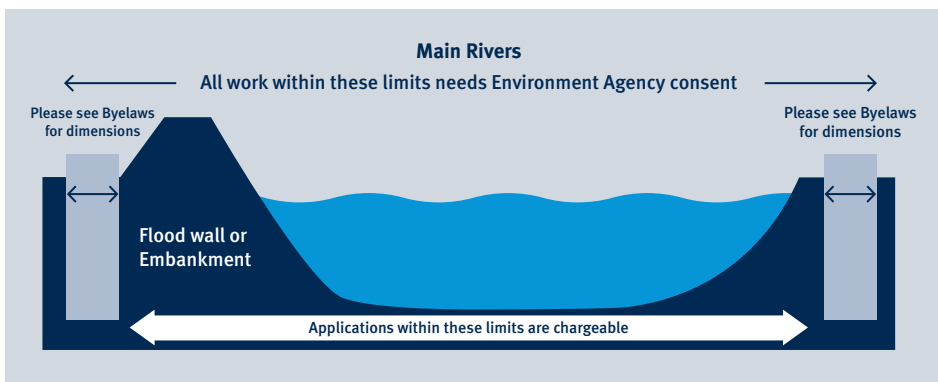 Main Rivers
All work within these limits needs Environment Agency consent
Please see Byelaws
for dimensions
Please see Byelaws
for dimensions
Flood wall or
Embankment
Applications within these limits are chargeable